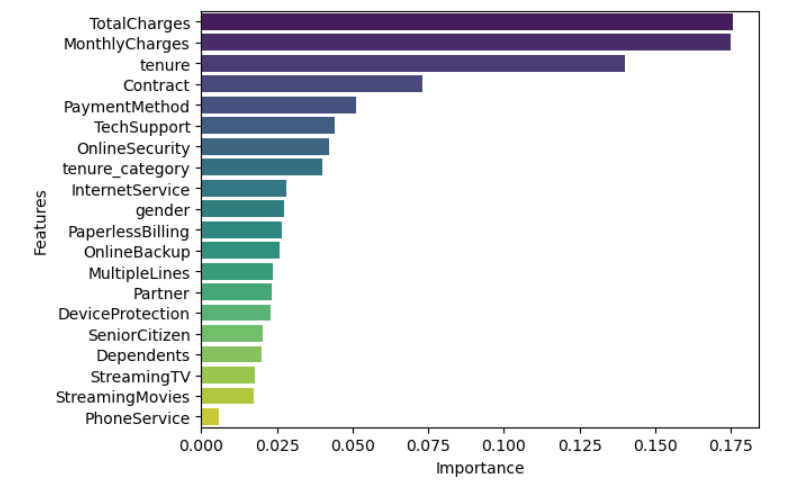 TotalCharges
MonthlyCharges
tenure
Contract
PaymentMethod
TechSupport
OnlineSecurity
tenure_category
InternetService
gender
PaperlessBilling
OnlineBackup
MultipleLines
Partner
DeviceProtection
SeniorCitizen
Dependents
StreamingTV
StreamingMovies
PhoneService
Features
0.000 0.025 0.050 0.075 0.100 0.125 0.150 0.175
Importance